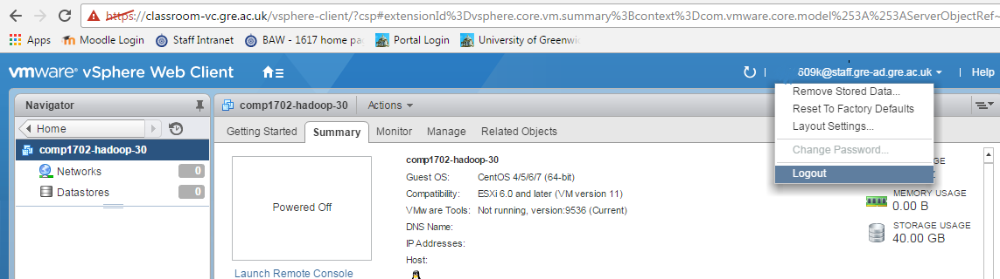 https://classroom-vc.gre.ac.uk/vsphere-client/?csp#extensionId%3Dvsphere.core.vm.summary%3Bcontext%3Dcom.vmware.core.model%253A%253AServerObjectRef~
Apps Moodle Login Staff Intranet BAW - 1617 home pa Portal Login University of Greenwic
vmware® vSphere Web Client
δ09k@staff.gre-ad.gre.ac.uk Help
Navigator
Home
comp1702-hadoop-30
Networks 0
Datastores 0
comp1702-hadoop-30 Actions
Getting Started Summary Monitor Manage Related Objects
Powered Off
Launch Remote Console
comp1702-hadoop-30
Guest OS: CentOS 4/5/6/7 (64-bit)
Compatibility: ESXi 6.0 and later (VM version 11)
VMware Tools: Not running, version:9536 (Current)
DNS Name:
IP Addresses:
Host:
Remove Stored Data...
Reset To Factory Defaults
Layout Settings...
Change Password...
Logout
MEMORY USAGE
0.00 B
STORAGE USAGE
40.00 GB